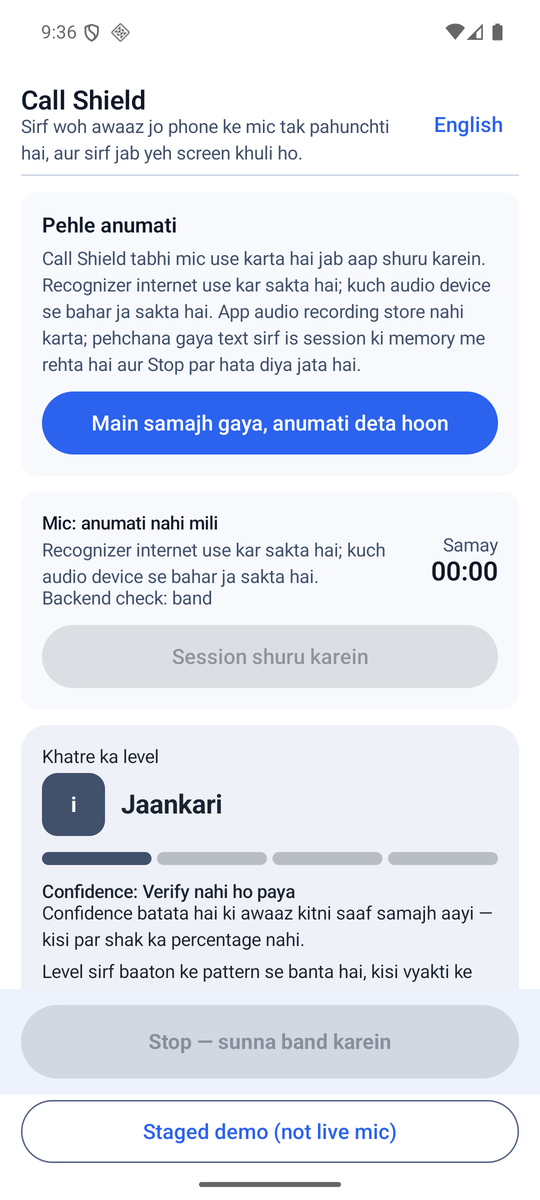 9:36
Call Shield
Sirf woh awaaz jo phone ke mic tak pahunchti
hai, aur sirf jab yeh screen khuli ho.
English
Pehle anumati
Call Shield tabhi mic use karta hai jab aap shuru karein.
Recognizer internet use kar sakta hai; kuch audio device
se bahar ja sakta hai. App audio recording store nahi
karta; pehchana gaya text sirf is session ki memory me
rehta hai aur Stop par hata diya jata hai.
Main samajh gaya, anumati deta hoon
Mic: anumati nahi mili
Recognizer internet use kar sakta hai; kuch
audio device se bahar ja sakta hai.
Backend check: band
Samay
00:00
Session shuru karein
Khatre ka level
i
Jaankari
Confidence: Verify nahi ho paya
Confidence batata hai ki awaaz kitni saaf samajh aayi —
kisi par shak ka percentage nahi.
Level sirf baaton ke pattern se banta hai, kisi vyakti ke
Stop — sunna band karein
Staged demo (not live mic)